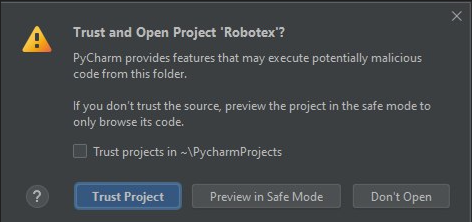 Trust and Open Project 'Robotex'?
PyCharm provides features that may execute potentially malicious
code from this folder.
If you don't trust the source, preview the project in the safe mode to
only browse its code.
Trust projects in ~\PycharmProjects
? Trust Project Preview in Safe Mode Don't Open